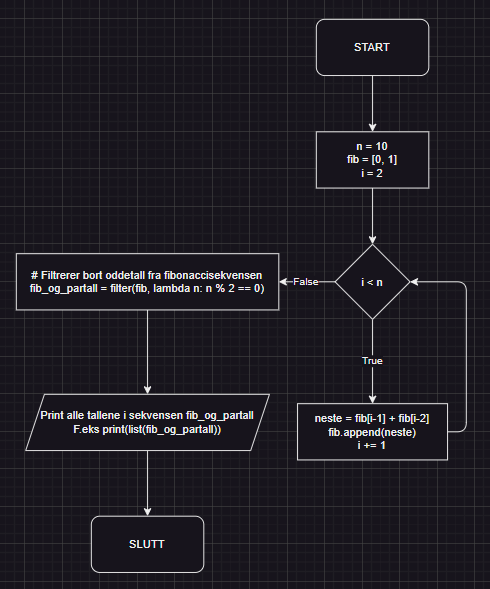 START
n = 10
fib = [0, 1]
i = 2
i < n
False
True
neste = fib[i-1] + fib[i-2]
fib.append(neste)
i += 1
# Filtrerer bort oddetall fra fibonaccisekvensen
fib_og_partall = filter(fib, lambda n: n % 2 == 0)
Print alle tallene i sekvensen fib_og_partall
F.eks print(list(fib_og_partall))
SLUTT